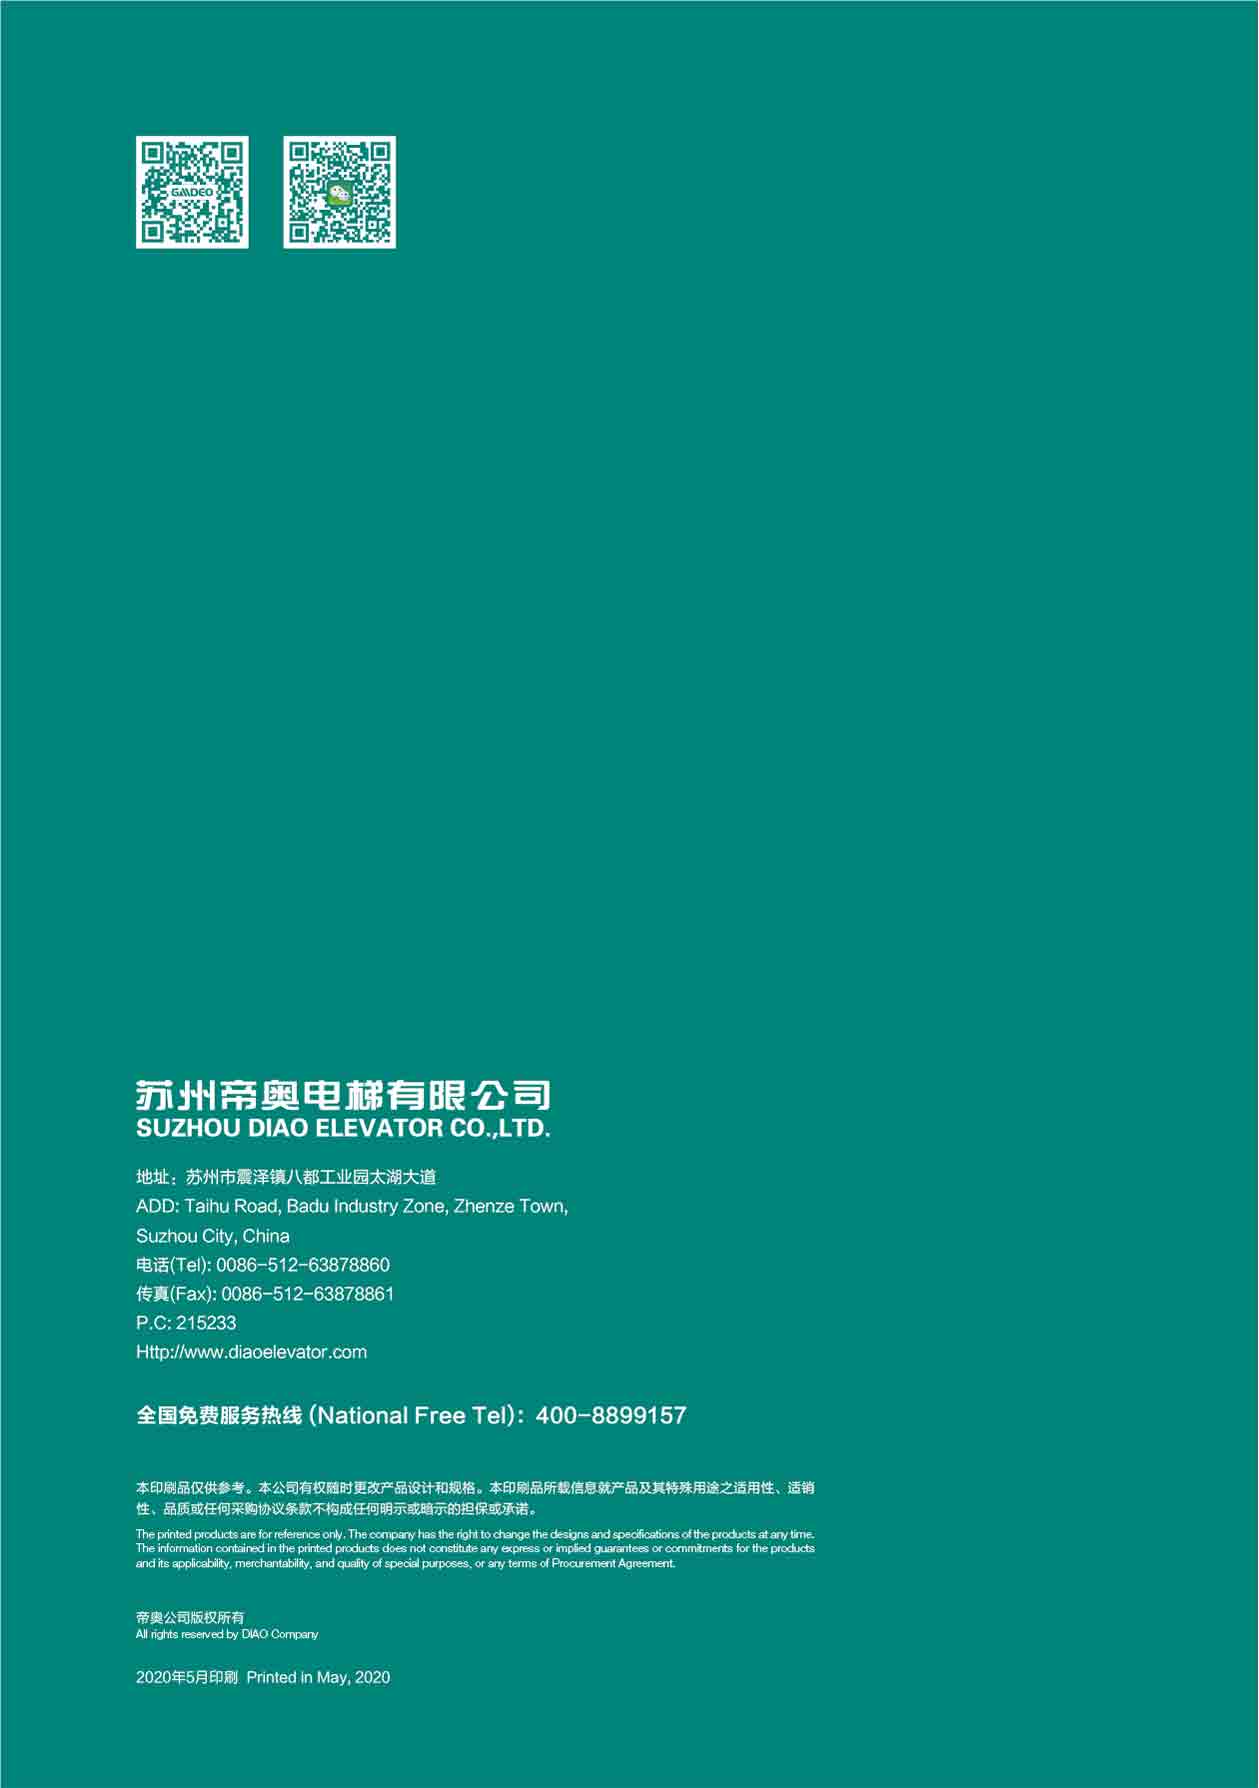 GMDEO
苏州帝奥电梯有限公司
SUZHOU DIAO ELEVATOR CO.,LTD.
地址：苏州市震泽镇八都工业园太湖大道
ADD: Taihu Road, Badu Industry Zone, Zhenze Town,
Suzhou City, China
电话(Tel): 0086-512-63878860
传真(Fax): 0086-512-63878861
P.C: 215233
Http://www.diaoelevator.com
全国免费服务热线 (National Free Tel)：400-8899157
本印刷品仅供参考。本公司有权随时更改产品设计和规格。本印刷品所载信息就产品及其特殊用途之适用性、适销
性、品质或任何采购协议条款不构成任何明示或暗示的担保或承诺。
The printed products are for reference only. The company has the right to change the designs and specifications of the products at any time.
The information contained in the printed products does not constitute any express or implied guarantees or commitments for the products
and its applicability, merchantability, and quality of special purposes, or any terms of Procurement Agreement.
帝奥公司版权所有
All rights reserved by DIAO Company
2020年5月印刷 Printed in May, 2020